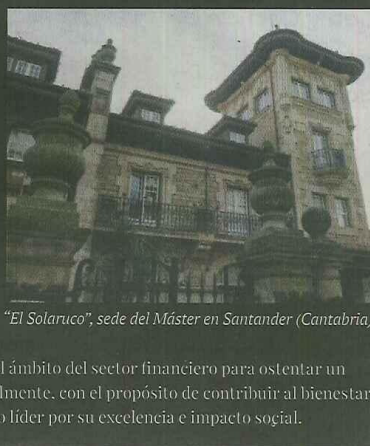 "El Solaruco", sede del Máster en Santander (Cantabria)
l ámbito del sector financiero para ostentar un
lmente, con el propósito de contribuir al bienestar
o líder por su excelencia e impacto social.